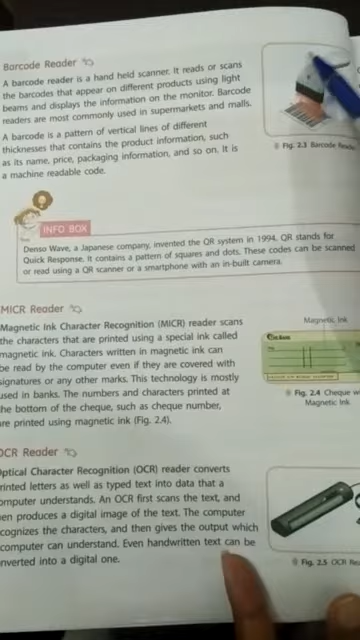 Barcode Reader
A barcode reader is a hand held scanner. It reads or scans
the barcodes that appear on different products using light
beams and displays the information on the monitor. Barcode
readers are most commonly used in supermarkets and malls.
A barcode is a pattern of vertical lines of different
thicknesses that contains the product information, such
as its name, price, packaging information, and so on. It is
a machine readable code.
Fig. 2.3 Barcode
INFO BOX
Denso Wave, a Japanese company, invented the QR system in 1994. QR stands for
Quick Response. It contains a pattern of squares and dots. These codes can be scanned
or read using a QR scanner or a smartphone with an in-built camera.
MICR Reader
Magnetic Ink Character Recognition (MICR) reader scans
the characters that are printed using a special ink called
magnetic ink. Characters written in magnetic ink can
be read by the computer even if they are covered with
signatures or any other marks. This technology is mostly
used in banks. The numbers and characters printed at
he bottom of the cheque, such as cheque number,
re printed using magnetic ink (Fig. 2.4).
Magnetic Ink
Fig. 2.4 Cheque w
Magnetic Ink
OCR Reader
ptical Character Recognition (OCR) reader converts
rinted letters as well as typed text into data that a
omputer understands. An OCR first scans the text, and
en produces a digital image of the text. The computer
cognizes the characters, and then gives the output which
computer can understand. Even handwritten text can be
nverted into a digital one.
Fig. 2.5 OCR Rea